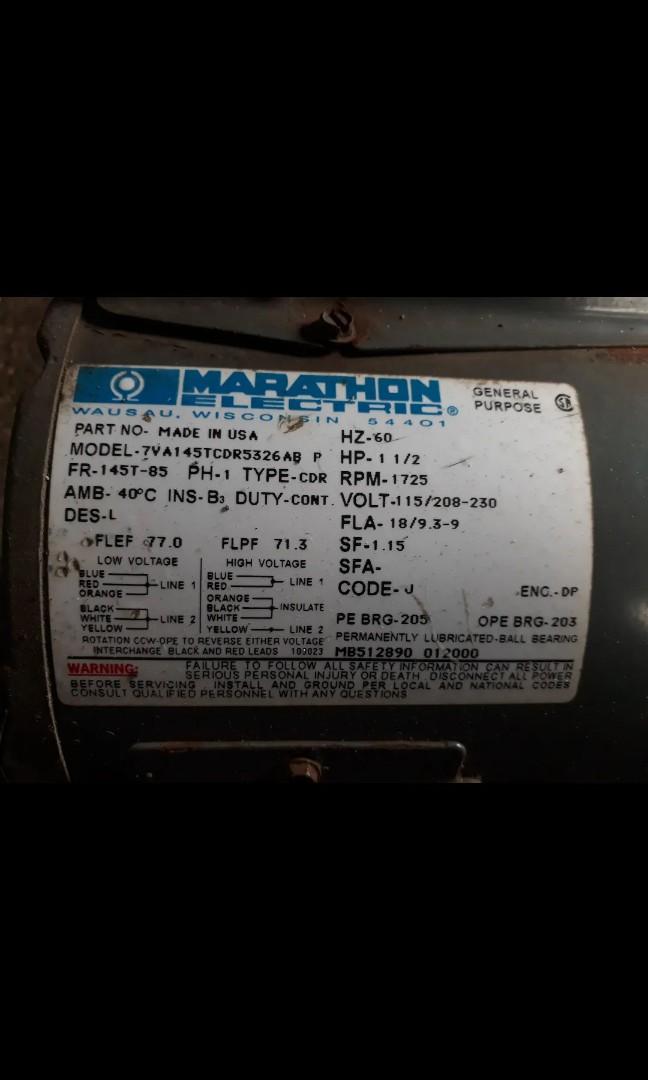 MARATHON
ELECTRIC®
WAUSAU, WISCONSIN 54401
GENERAL
PURPOSE
PART NO- MADE IN USA
HZ-60
MODEL-7VA145TCDR5326AB P
HP-1 1/2
FR-145T-85 PH-1 TYPE-CDR
RPM-1725
AMB-40°C INS-B3 DUTY-CONT.
VOLT-115/208-230
DES-L
FLA-18/9.3-9
FLEF 77.0 FLPF 71.3
SF-1.15
LOW VOLTAGE
HIGH VOLTAGE
SFA-
BLUE
RED
ORANGE
LINE 1
BLACK
WHITE
YELLOW
LINE 2
BLUE
RED
LINE 1
ORANGE
BLACK
WHITE
INSULATE
YELLOW
LINE 2
CODE-J
ENC.-DP
PE BRG-205
OPE BRG-203
ROTATION CCW-OPE TO REVERSE EITHER VOLTAGE
INTERCHANGE BLACK AND RED LEADS 100023
PERMANENTLY LUBRICATED-BALL BEARING
MB512890 012000
WARNING: FAILURE TO FOLLOW ALL SAFETY INFORMATION CAN RESULT IN
SERIOUS PERSONAL INJURY OR DEATH. DISCONNECT ALL POWER
BEFORE SERVICING. INSTALL AND GROUND PER LOCAL AND NATIONAL CODES
CONSULT QUALIFIED PERSONNEL WITH ANY QUESTIONS